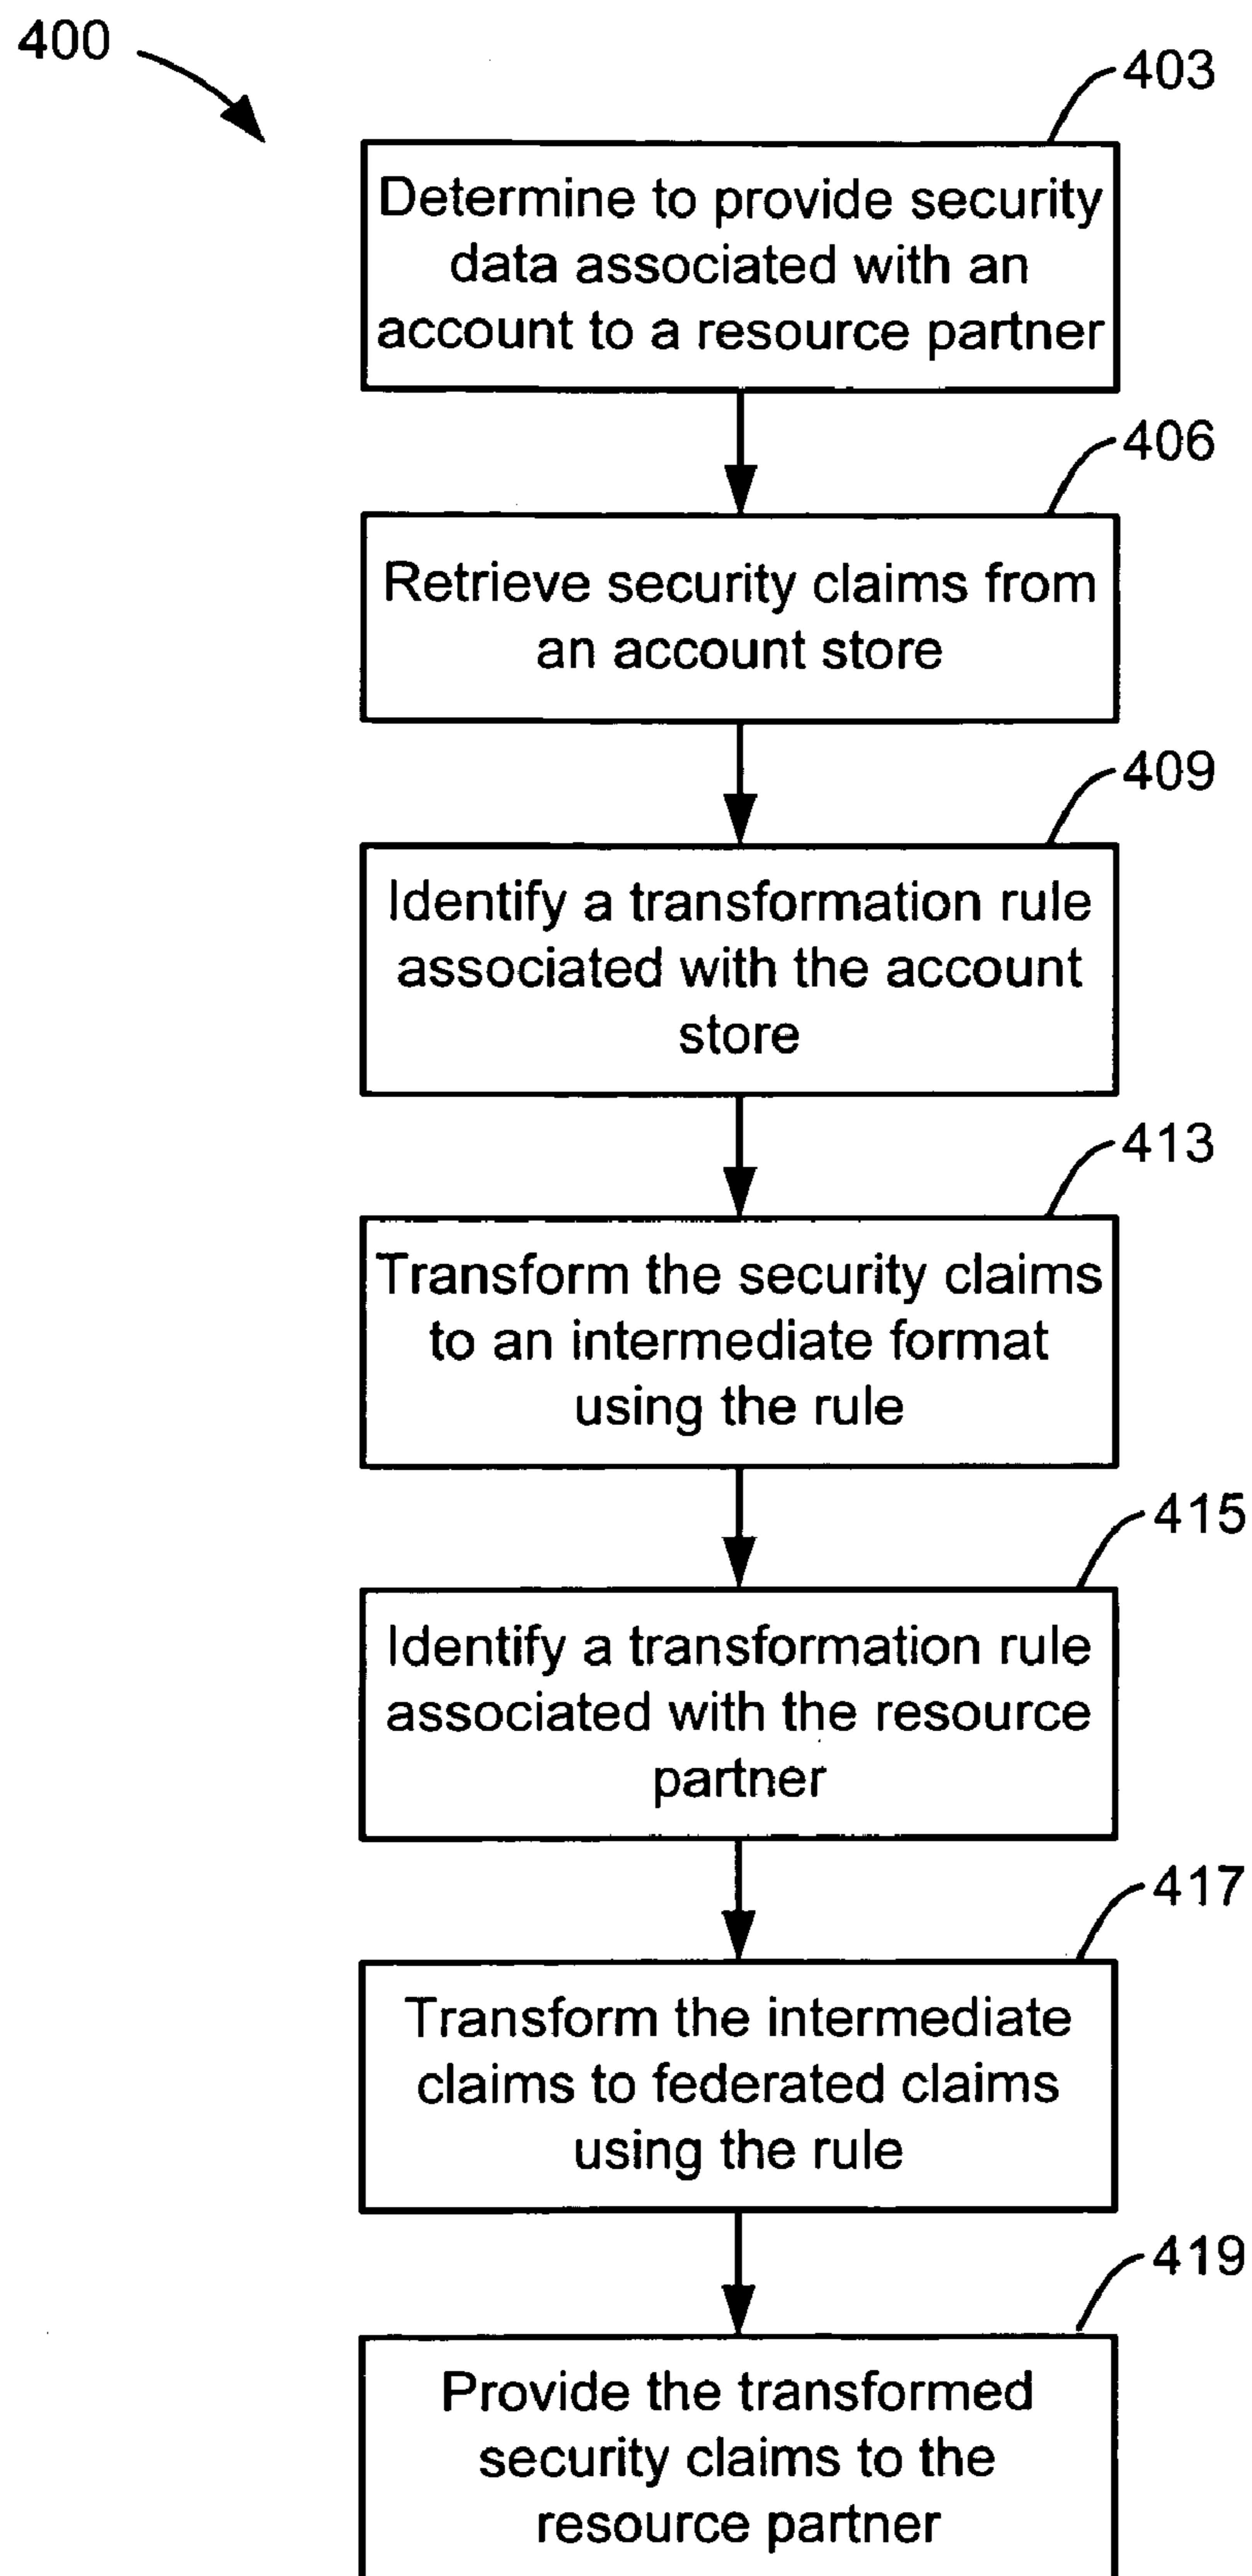 400
403
Determine to provide security
data associated with an
account to a resource partner
406
Retrieve security claims from
an account store
409
Identify a transformation rule
associated with the account
store
413
Transform the security claims
to an intermediate format
using the rule
415
Identify a transformation rule
associated with the resource
partner
417
Transform the intermediate
claims to federated claims
using the rule
419
Provide the transformed
security claims to the
resource partner